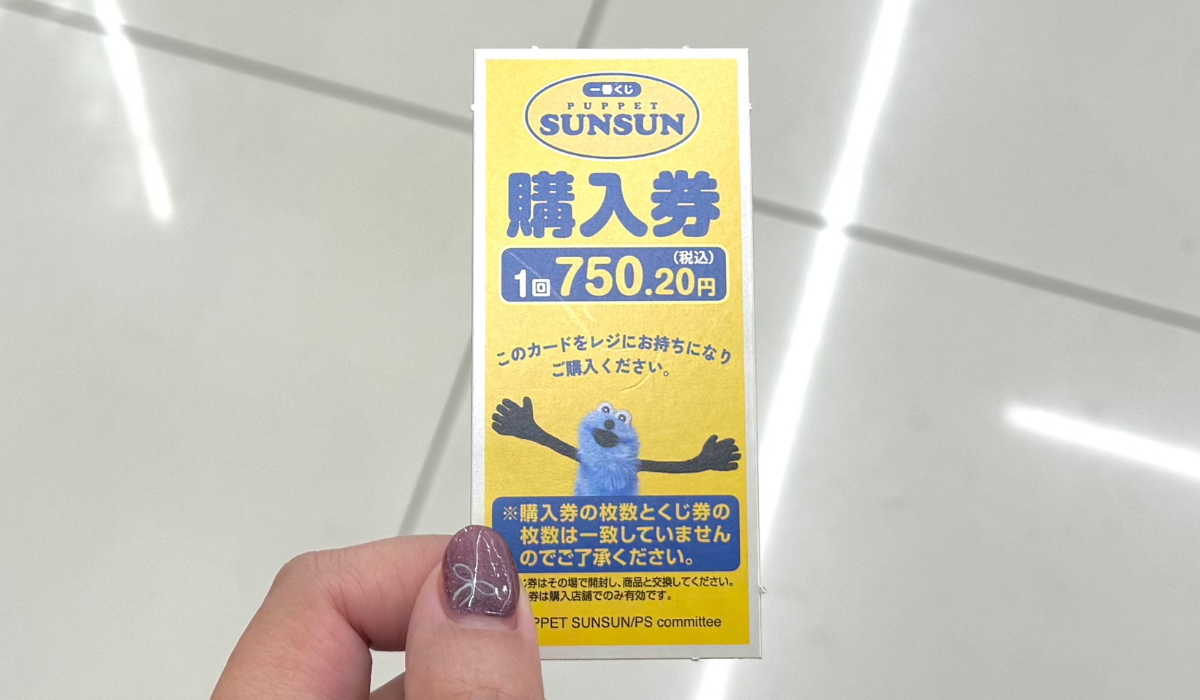 一番くじ
PUPPET
SUNSUN
購入券
(税込)
1回750.20円
このカードをレジにお持ちになり
ご購入ください。
※購入券の枚数とくじ券の
枚数は一致していません
のでご了承ください。
券はその場で開封し、商品と交換してください。
券は購入店舗でのみ有効です。
PPET SUNSUN/PS committee